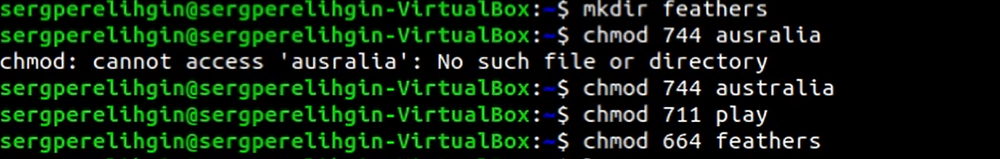 sergperelihgin@sergperelihgin-VirtualBox:~$ mkdir feathers
sergperelihgin@sergperelihgin-VirtualBox:~$ chmod 744 ausralia
chmod: cannot access 'ausralia': No such file or directory
sergperelihgin@sergperelihgin-VirtualBox:~$ chmod 744 australia
sergperelihgin@sergperelihgin-VirtualBox:~$ chmod 711 play
sergperelihgin@sergperelihgin-VirtualBox:~$ chmod 664 feathers